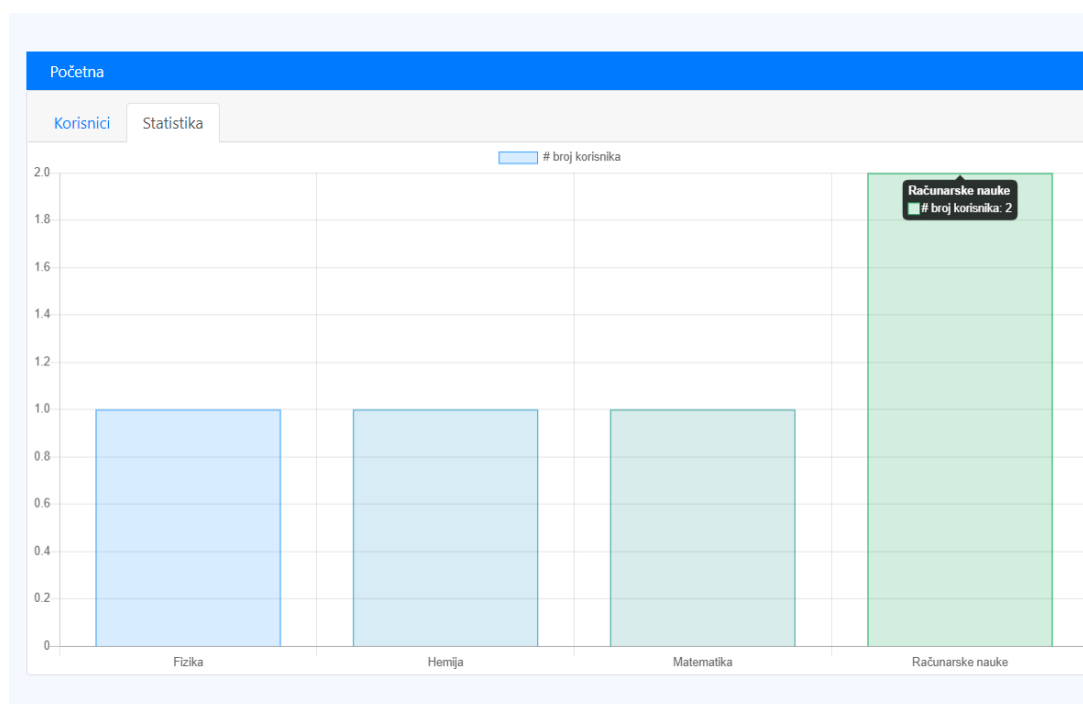 Početna
Korisnici Statistika
# broj korisnika
2.0
Računarske nauke
# broj korisnika: 2
1.8
1.6
1.4
1.2
1.0
0.8
0.6
0.4
0.2
0
Fizika Hemija Matematika Računarske nauke